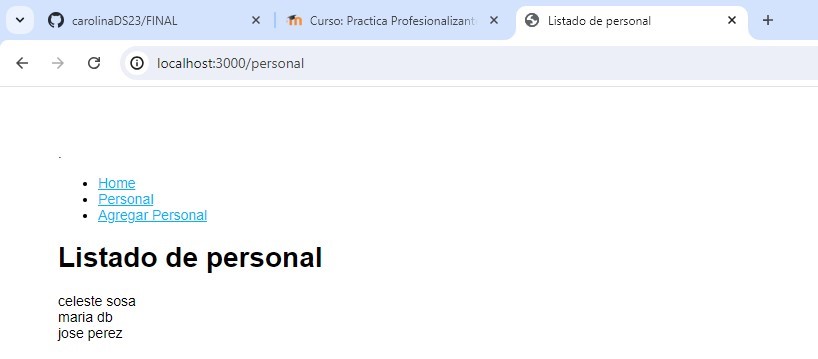 carolinaDS23/FINAL
Curso: Practica Profesionalizant
Listado de personal
localhost:3000/personal
.
Home
Personal
Agregar Personal
Listado de personal
celeste sosa
maria db
jose perez